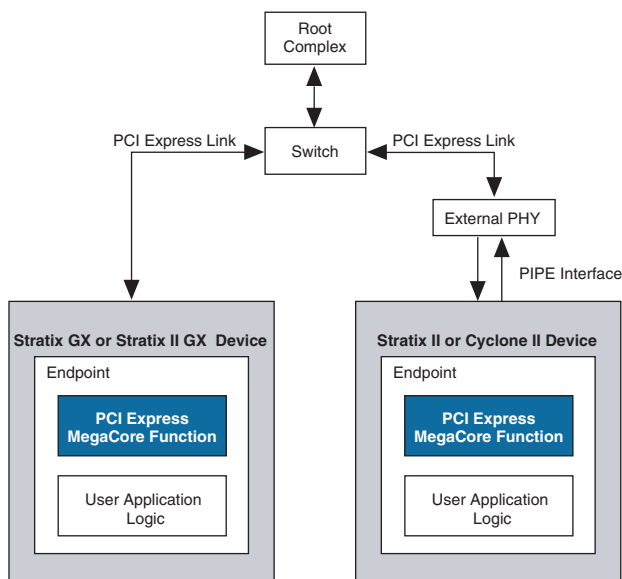 Root
Complex
PCI Express Link
Switch
PCI Express Link
External PHY
PIPE Interface
Stratix GX or Stratix II GX Device
Endpoint
PCI Express
MegaCore Function
User Application
Logic
Stratix II or Cyclone II Device
Endpoint
PCI Express
MegaCore Function
User Application
Logic